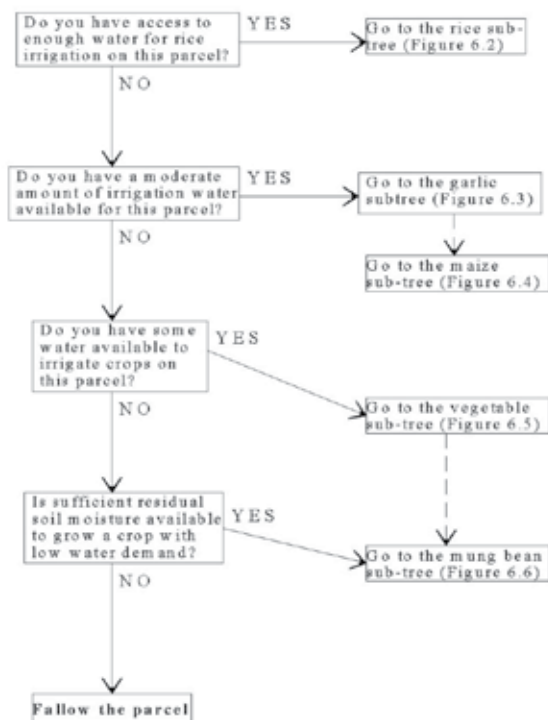 Do you have access to
enough water for rice
irrigation on this parcel?
YES
Go to the rice sub-
tree (Figure 6.2)
NO
Do you have a moderate
amount of irrigation water
available for this parcel?
YES
Go to the garlic
subtree (Figure 6.3)
NO
Go to the maize
sub-tree (Figure 6.4)
Do you have some
water available to
irrigate crops on
this parcel?
YES
NO
Go to the vegetable
sub-tree (Figure 6.5)
Is sufficient residual
soil moisture available
to grow a crop with
low water demand?
YES
Go to the mung bean
sub-tree (Figure 6.6)
NO
Fallow the parcel